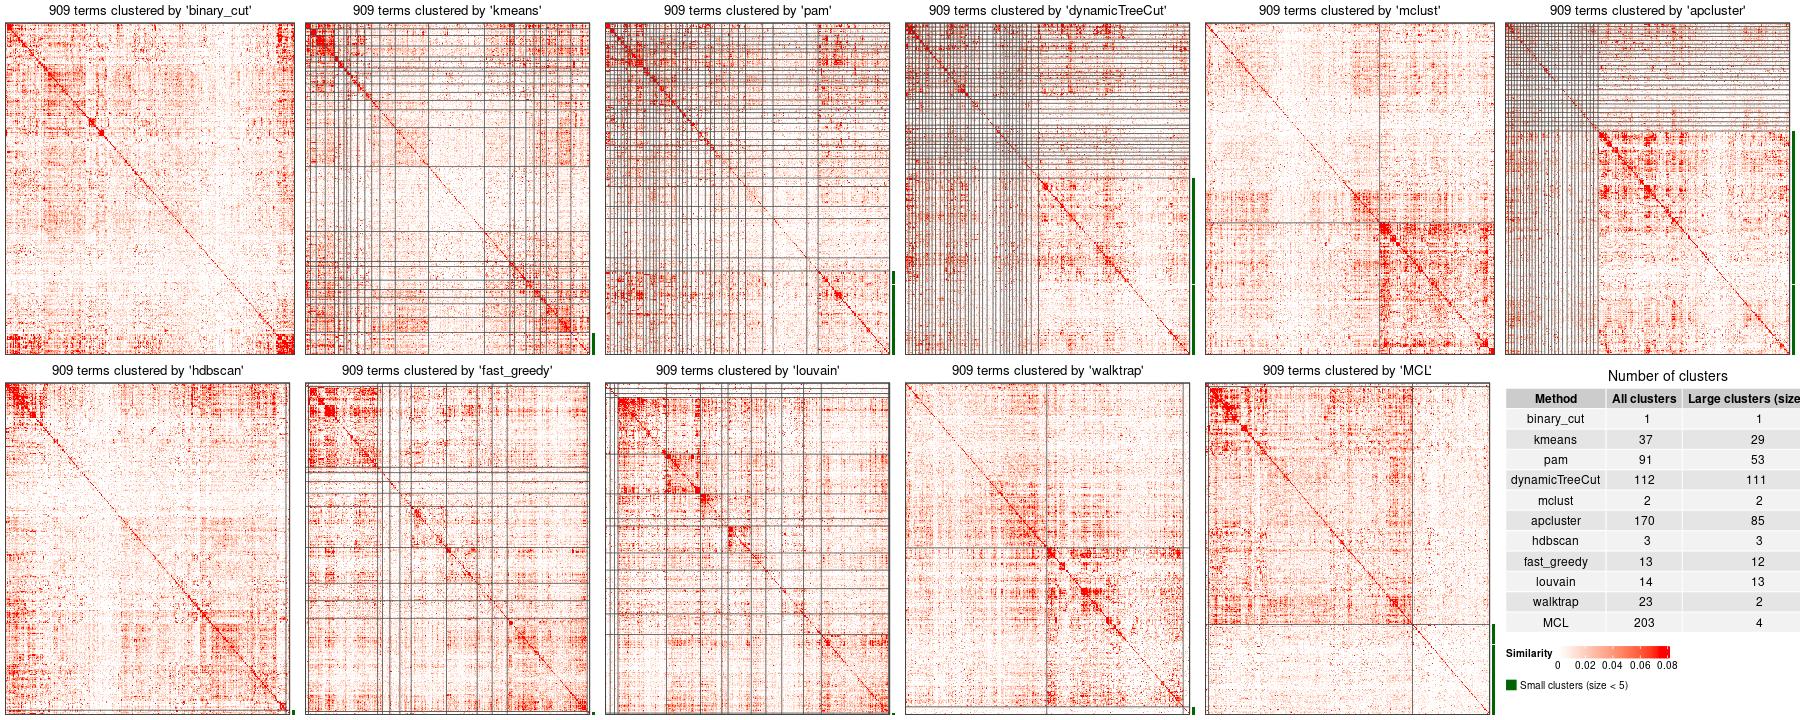 909 terms clustered by 'binary_cut'
909 terms clustered by 'kmeans'
909 terms clustered by 'pam'
909 terms clustered by 'dynamicTreeCut'
909 terms clustered by 'mclust'
909 terms clustered by 'apcluster'
909 terms clustered by 'hdbscan'
909 terms clustered by 'fast_greedy'
909 terms clustered by 'louvain'
909 terms clustered by 'walktrap'
909 terms clustered by 'MCL'
Number of clusters
Method All clusters Large clusters (size
binary_cut 1 1
kmeans 37 29
pam 91 53
dynamicTreeCut 112 111
mclust 2 2
apcluster 170 85
hdbscan 3 3
fast_greedy 13 12
louvain 14 13
walktrap 23 2
MCL 203 4
Similarity
0 0.02 0.04 0.06 0.08
Small clusters (size < 5)